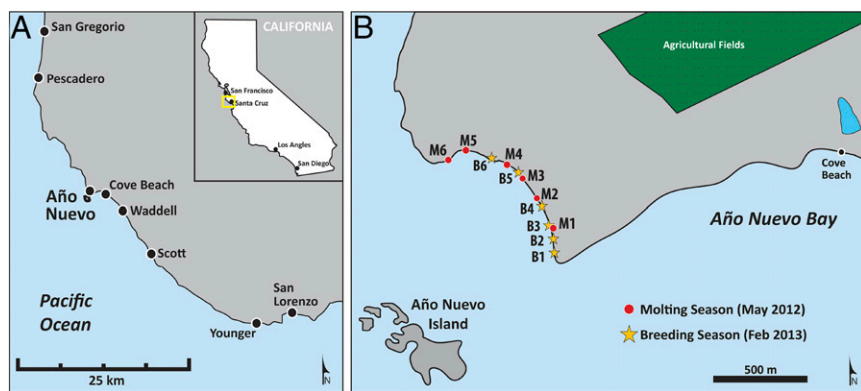 A
San Gregorio
Pescadero
Año
Nuevo
Cove Beach
Waddell
Scott
San
Lorenzo
Younger
Pacific
Ocean
25 km
N
CALIFORNIA
San Francisco
Santa Cruz
Los Angles
San Diego
B
Agricultural Fields
Cove
Beach
M6
M5
B6
M4
B5
M3
M2
B4
B3
M1
B2
B1
Año Nuevo Bay
Año Nuevo
Island
Molting Season (May 2012)
Breeding Season (Feb 2013)
500 m
N